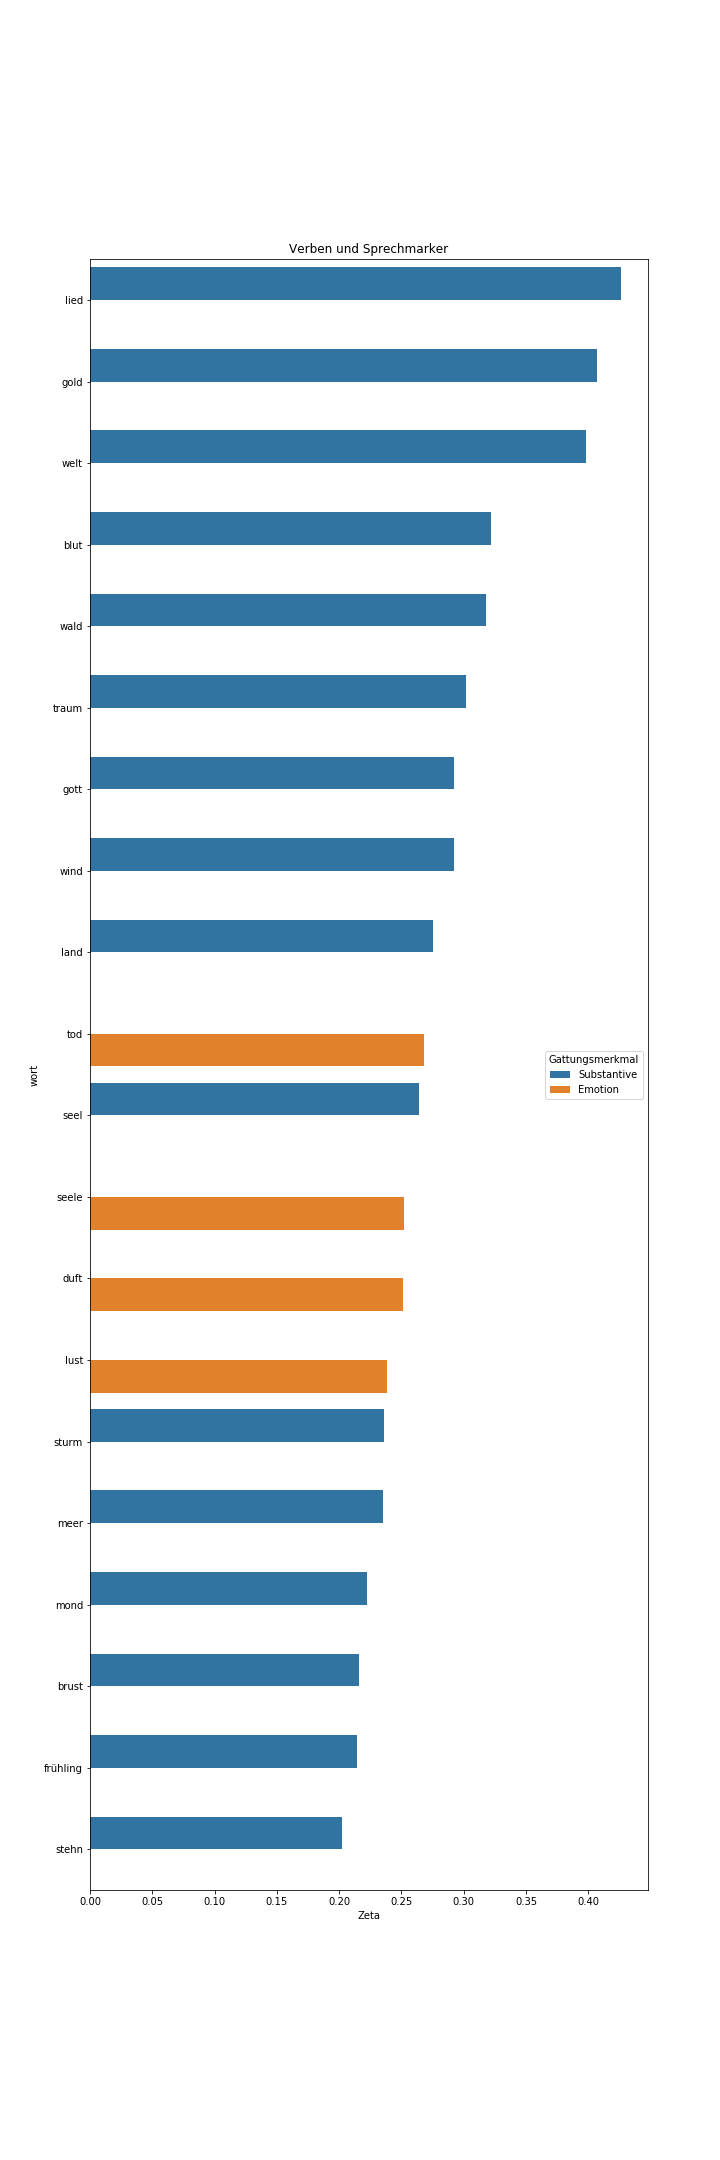 Verben und Sprechmarker
lied
gold
welt
blut
wald
traum
gott
wind
land
tod
wort
Gattungsmerkmal
Substantive
Emotion
seel
seele
duft
lust
sturm
meer
mond
brust
frühling
stehn
0.00 0.05 0.10 0.15 0.20 0.25 0.30 0.35 0.40
Zeta